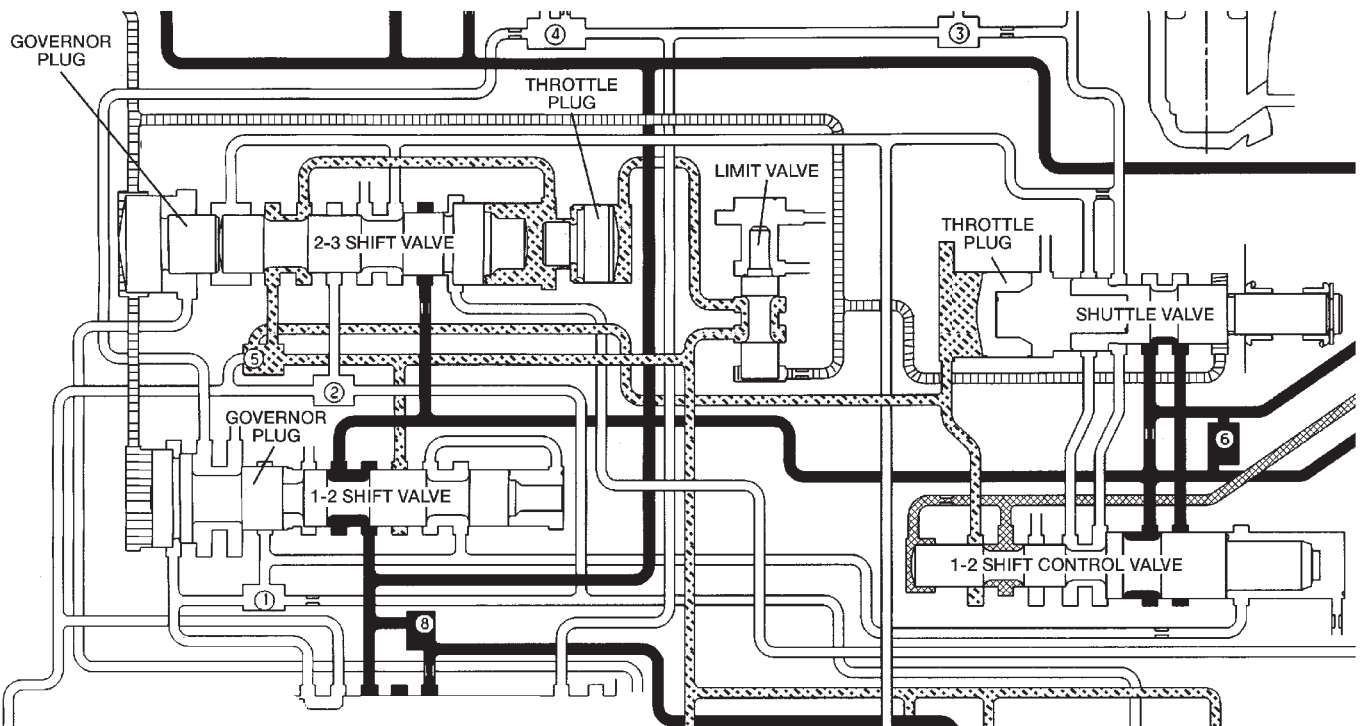 ④
③
GOVERNOR
PLUG
THROTTLE
PLUG
LIMIT VALVE
THROTTLE
PLUG
2-3 SHIFT VALVE
SHUTTLE VALVE
⑤
②
GOVERNOR
PLUG
⑥
1-2 SHIFT VALVE
1-2 SHIFT CONTROL VALVE
①
⑧